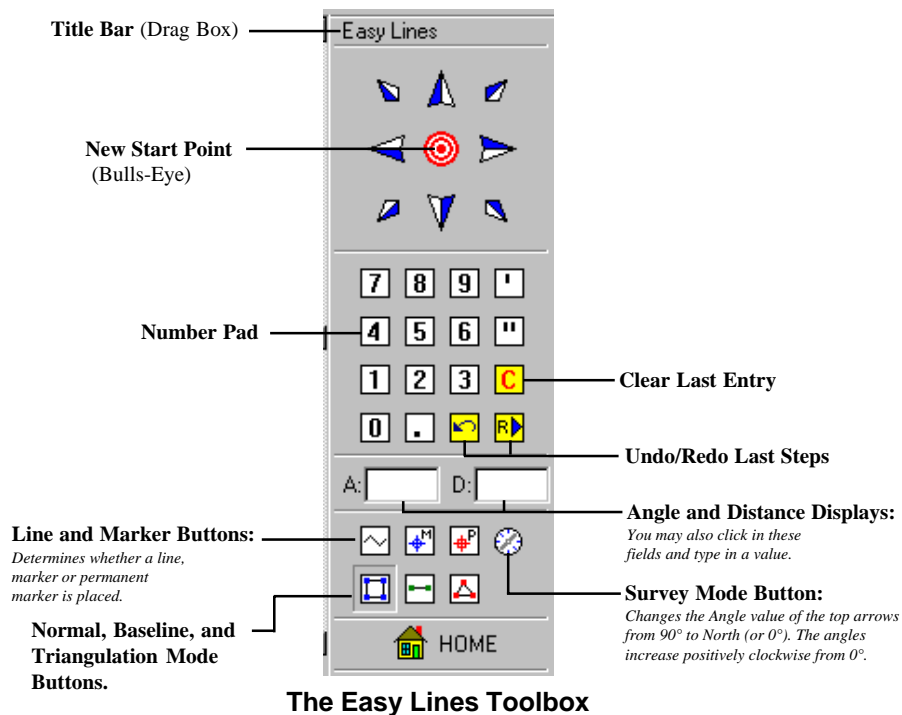 Title Bar (Drag Box)
Easy Lines
New Start Point
(Bulls-Eye)
7 8 9 '
Number Pad
4 5 6 "
1 2 3 C
Clear Last Entry
0 . R
Undo/Redo Last Steps
A: D:
Angle and Distance Displays:
You may also click in these
fields and type in a value.
Line and Marker Buttons:
Determines whether a line,
marker or permanent
marker is placed.
M P
Survey Mode Button:
Changes the Angle value of the top arrows
from 90° to North (or 0°). The angles
increase positively clockwise from 0°.
Normal, Baseline, and
Triangulation Mode
Buttons.
HOME
The Easy Lines Toolbox